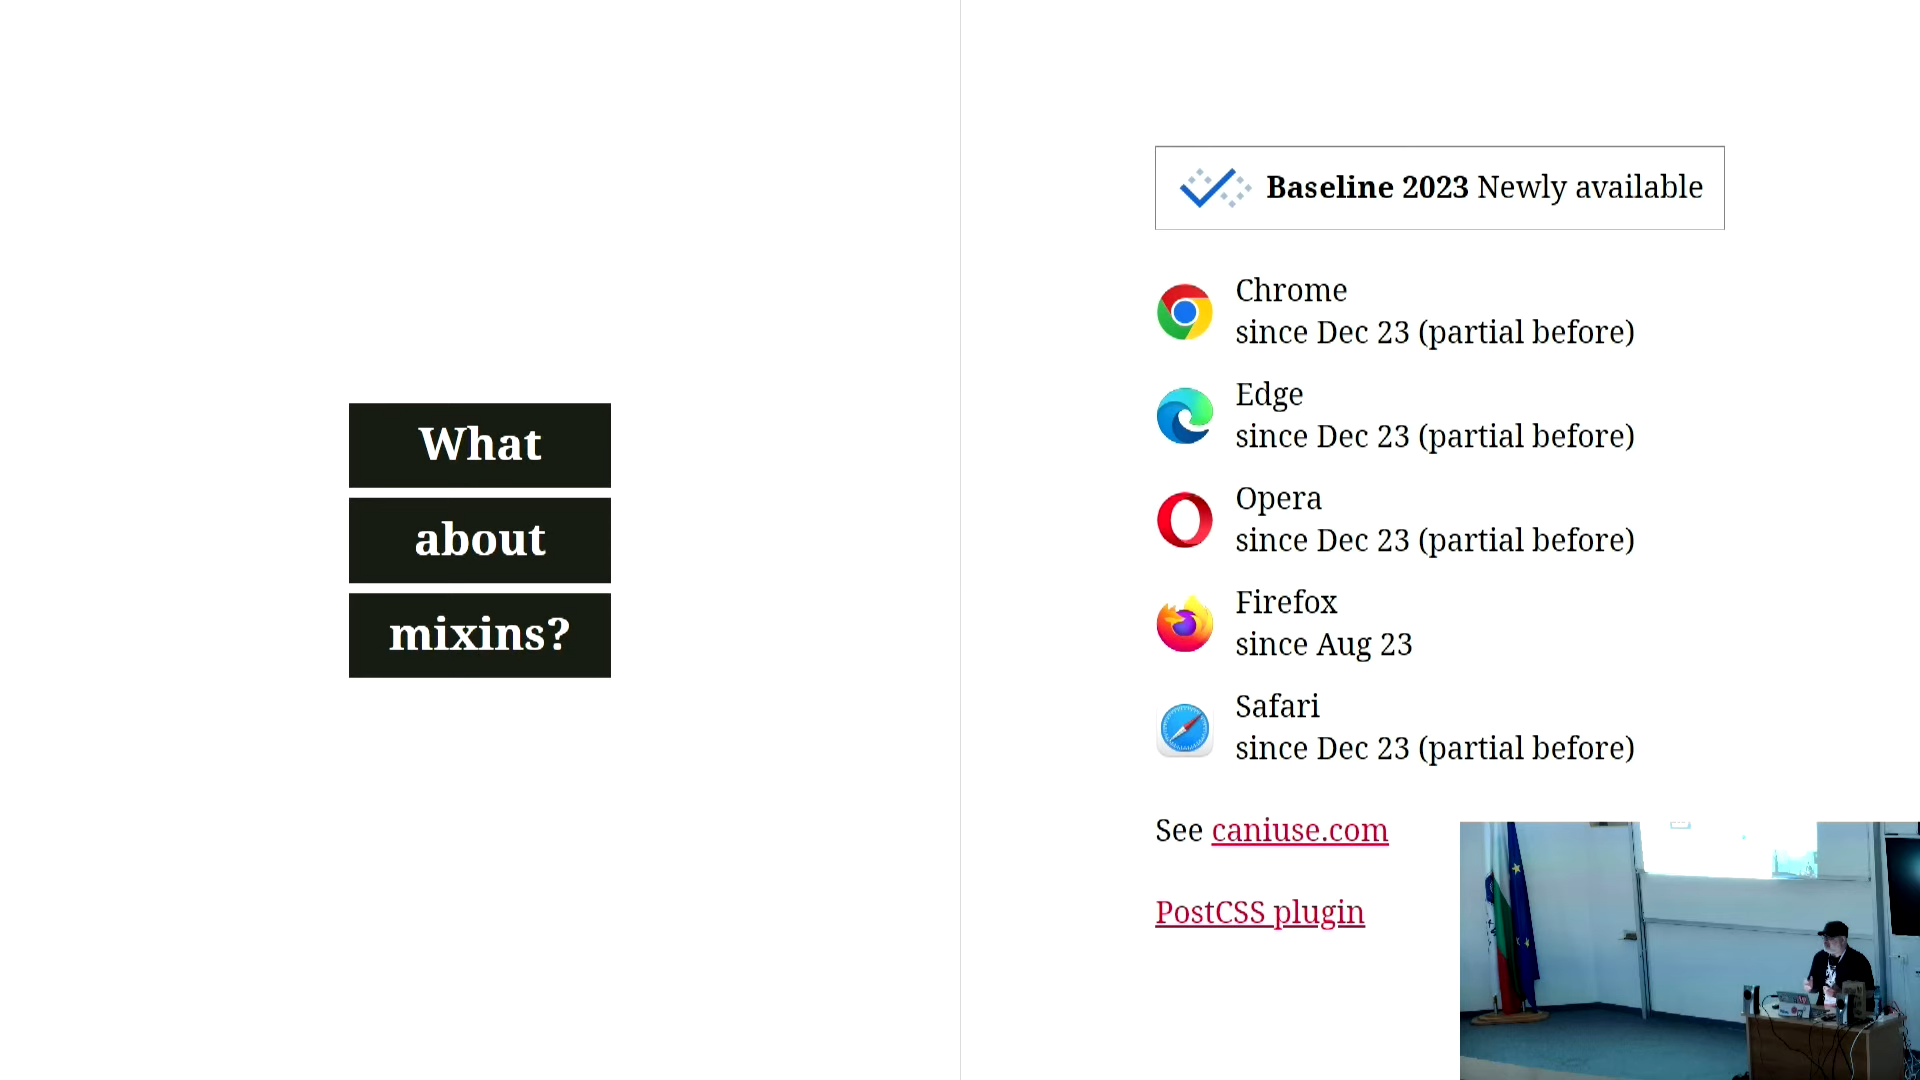 What
about
mixins?
Baseline 2023 Newly available
Chrome
since Dec 23 (partial before)
Edge
since Dec 23 (partial before)
Opera
since Dec 23 (partial before)
Firefox
since Aug 23
Safari
since Dec 23 (partial before)
See caniuse.com
PostCSS plugin